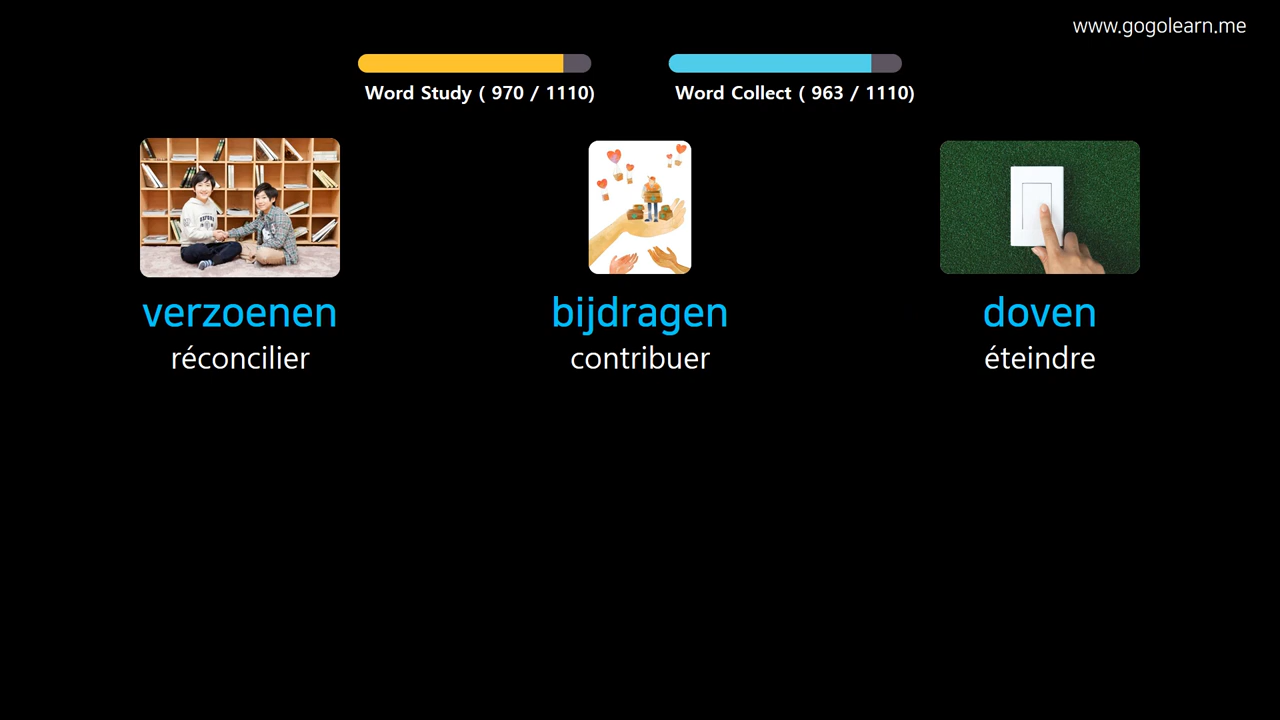 www.gogolearn.me
Word Study ( 970 / 1110)
Word Collect ( 963 / 1110)
verzoenen
réconcilier
bijdragen
contribuer
doven
éteindre